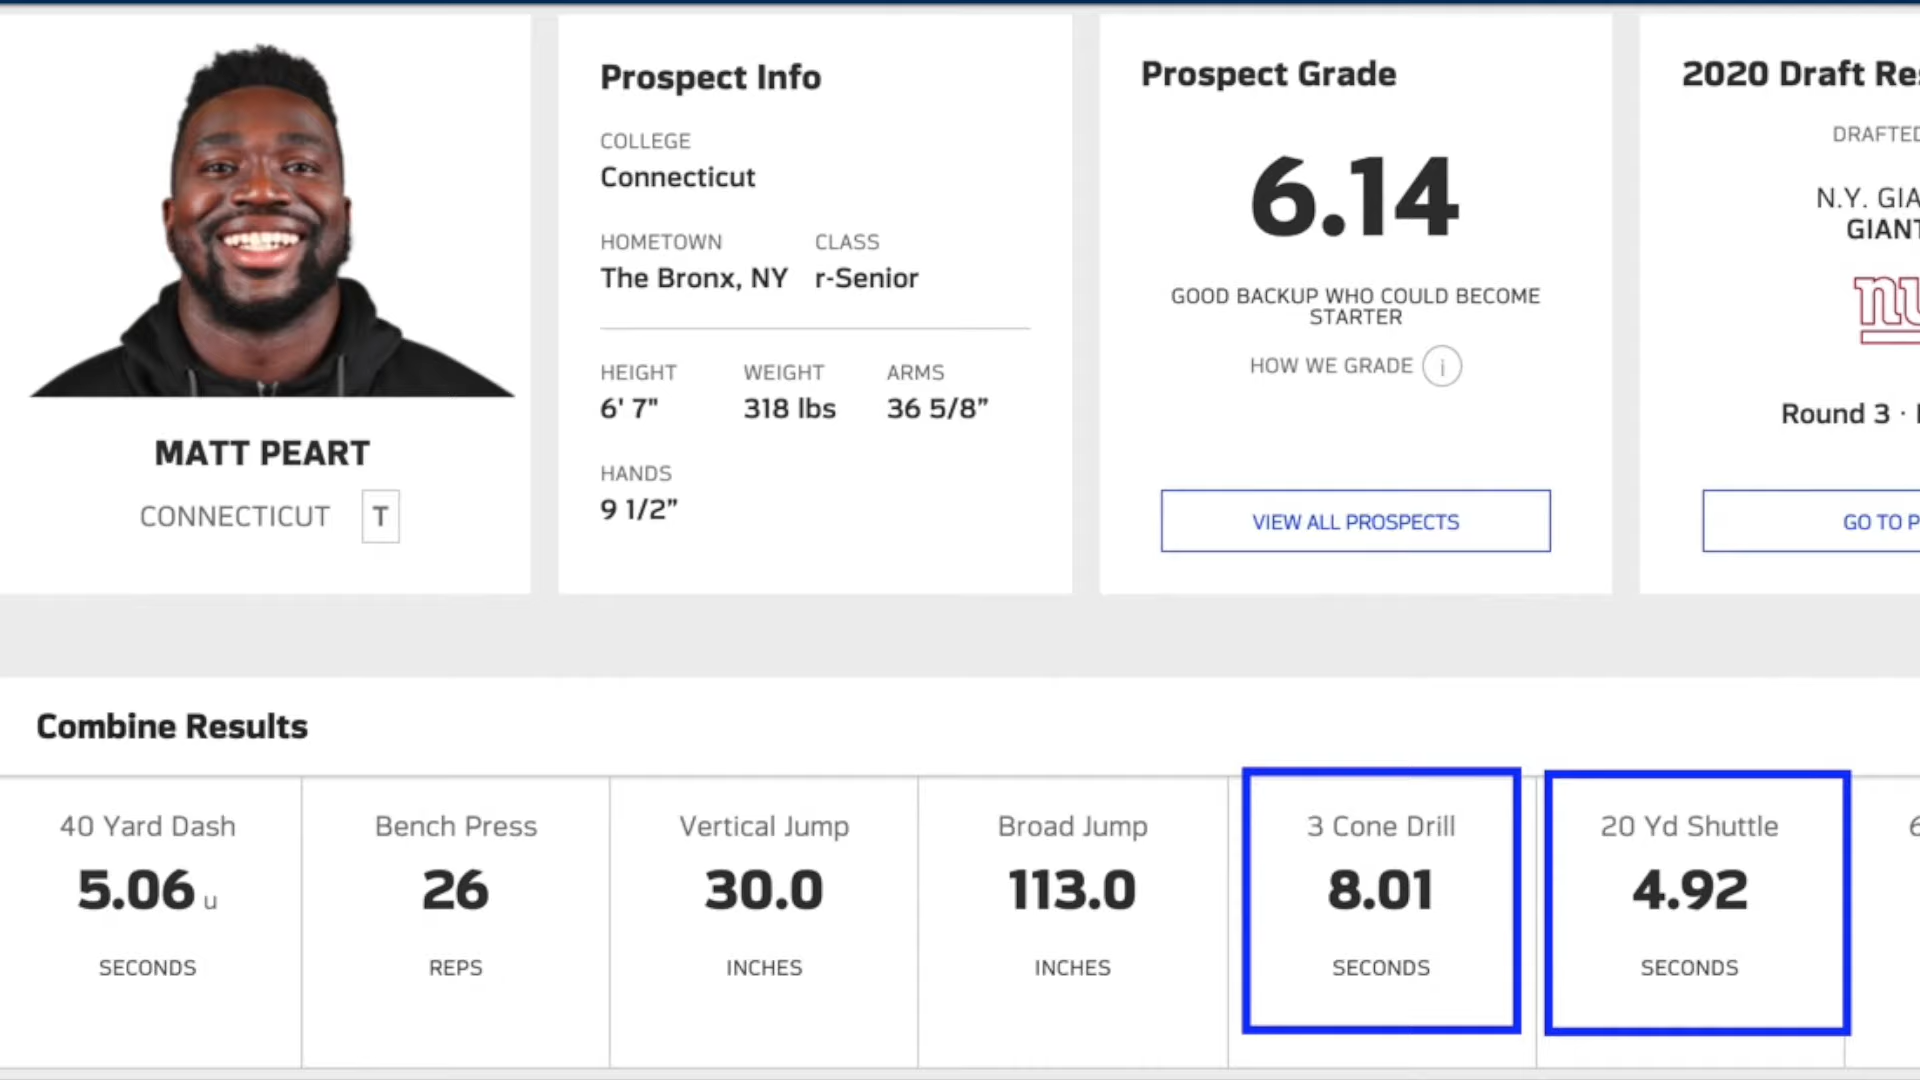 MATT PEART
CONNECTICUT T
Prospect Info
COLLEGE
Connecticut
HOMETOWN CLASS
The Bronx, NY r-Senior
HEIGHT WEIGHT ARMS
6' 7" 318 lbs 36 5/8”
HANDS
9 1/2”
Prospect Grade
6.14
GOOD BACKUP WHO COULD BECOME
STARTER
HOW WE GRADE i
VIEW ALL PROSPECTS
2020 Draft Res
DRAFTED
N.Y. GIA
GIANT
ny
Round 3 ·
GO TO P
Combine Results
40 Yard Dash
5.06 u
SECONDS
Bench Press
26
REPS
Vertical Jump
30.0
INCHES
Broad Jump
113.0
INCHES
3 Cone Drill
8.01
SECONDS
20 Yd Shuttle
4.92
SECONDS
6